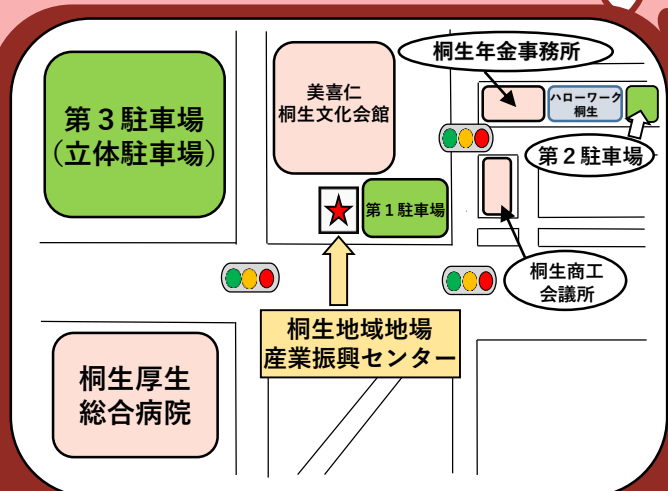 桐生年金事務所
第３駐車場
（立体駐車場）
美喜仁
桐生文化会館
ハローワーク
桐生
第２駐車場
第１駐車場
桐生商工
会議所
桐生地域地場
産業振興センター
桐生厚生
総合病院